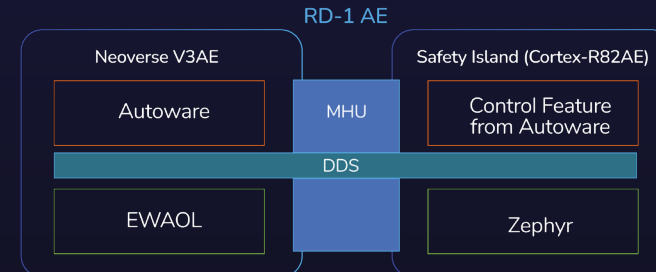 RD-1 AE
Neoverse V3AE
Safety Island (Cortex-R82AE)
Autoware
MHU
Control Feature
from Autoware
DDS
EWAOL
Zephyr